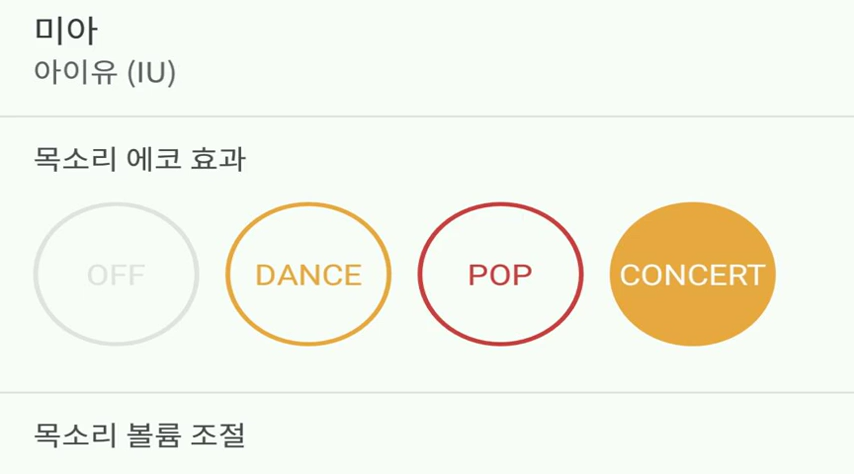 미아
아이유 (IU)
목소리 에코 효과
OFF DANCE POP CONCERT
목소리 볼륨 조절